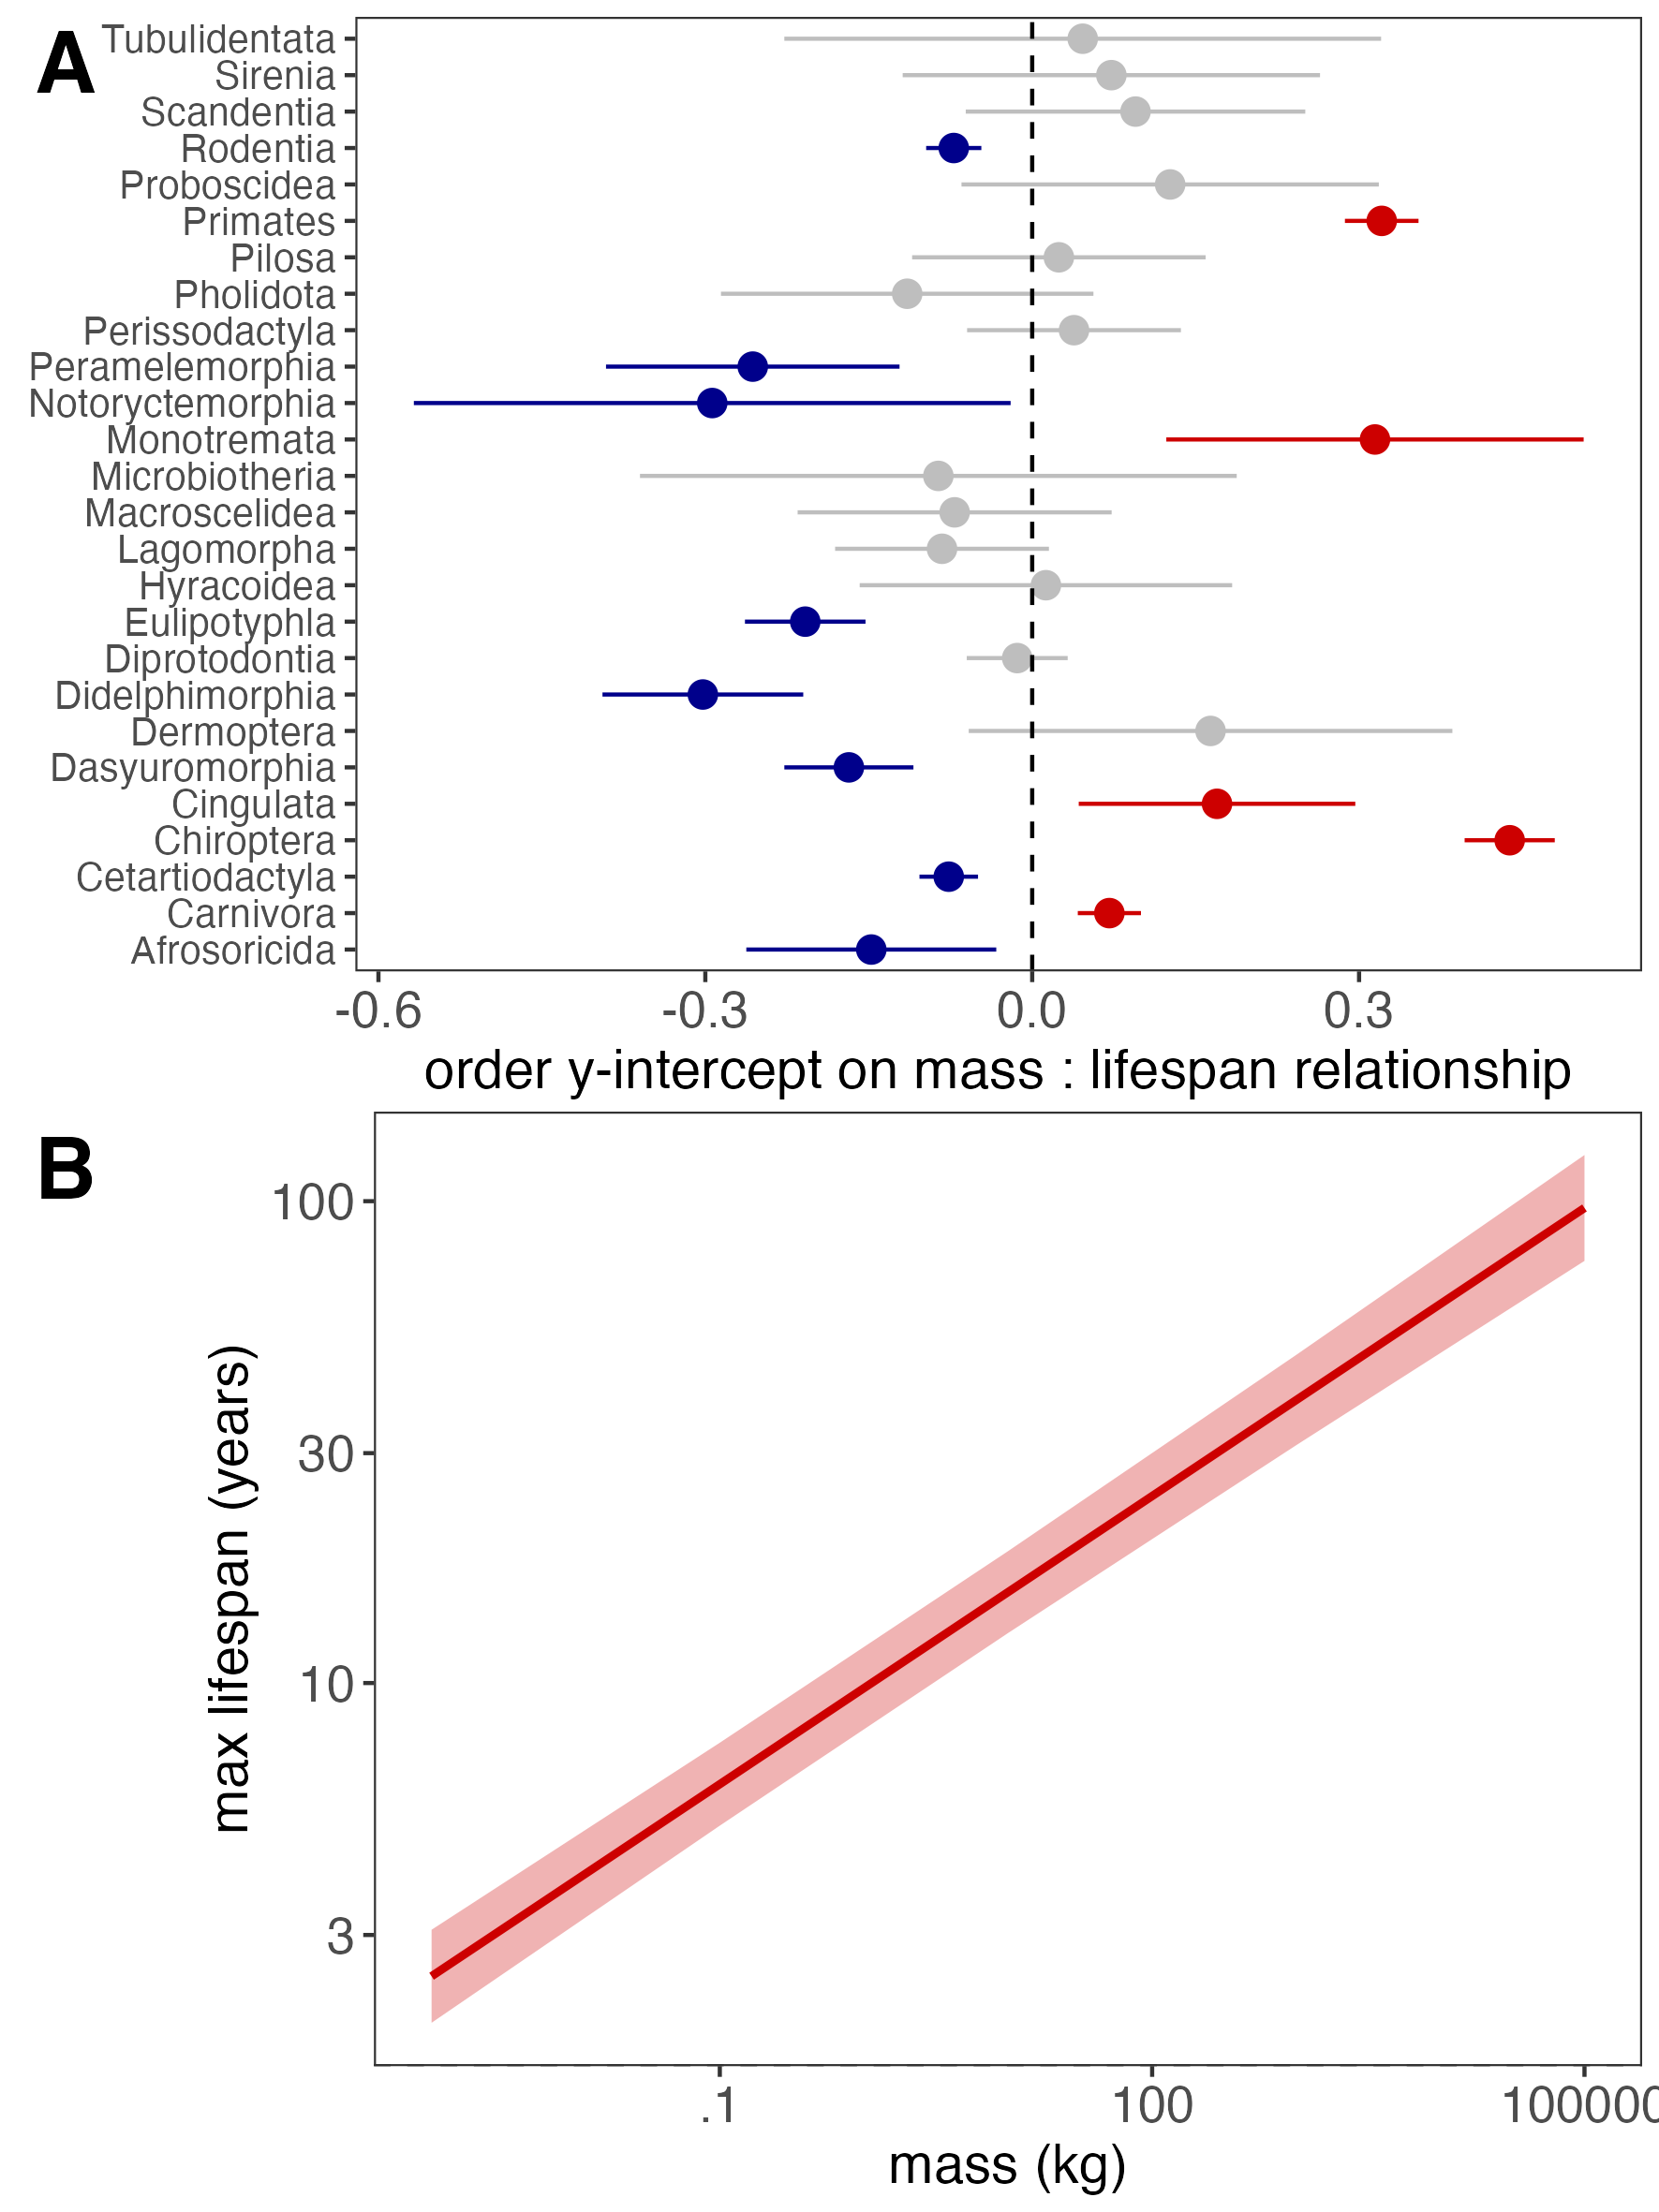 A
Tubulidentata
Sirenia
Scandentia
Rodentia
Proboscidea
Primates
Pilosa
Pholidota
Perissodactyla
Peramelemorphia
Notoryctemorphia
Monotremata
Microbiotheria
Macroscelidea
Lagomorpha
Hyracoidea
Eulipotyphla
Diprotodontia
Didelphimorphia
Dermoptera
Dasyuromorphia
Cingulata
Chiroptera
Cetartiodactyla
Carnivora
Afrosoricida
-0.6 -0.3 0.0 0.3
order y-intercept on mass : lifespan relationship
B
max lifespan (years)
100
30
10
3
.1 100 100000
mass (kg)